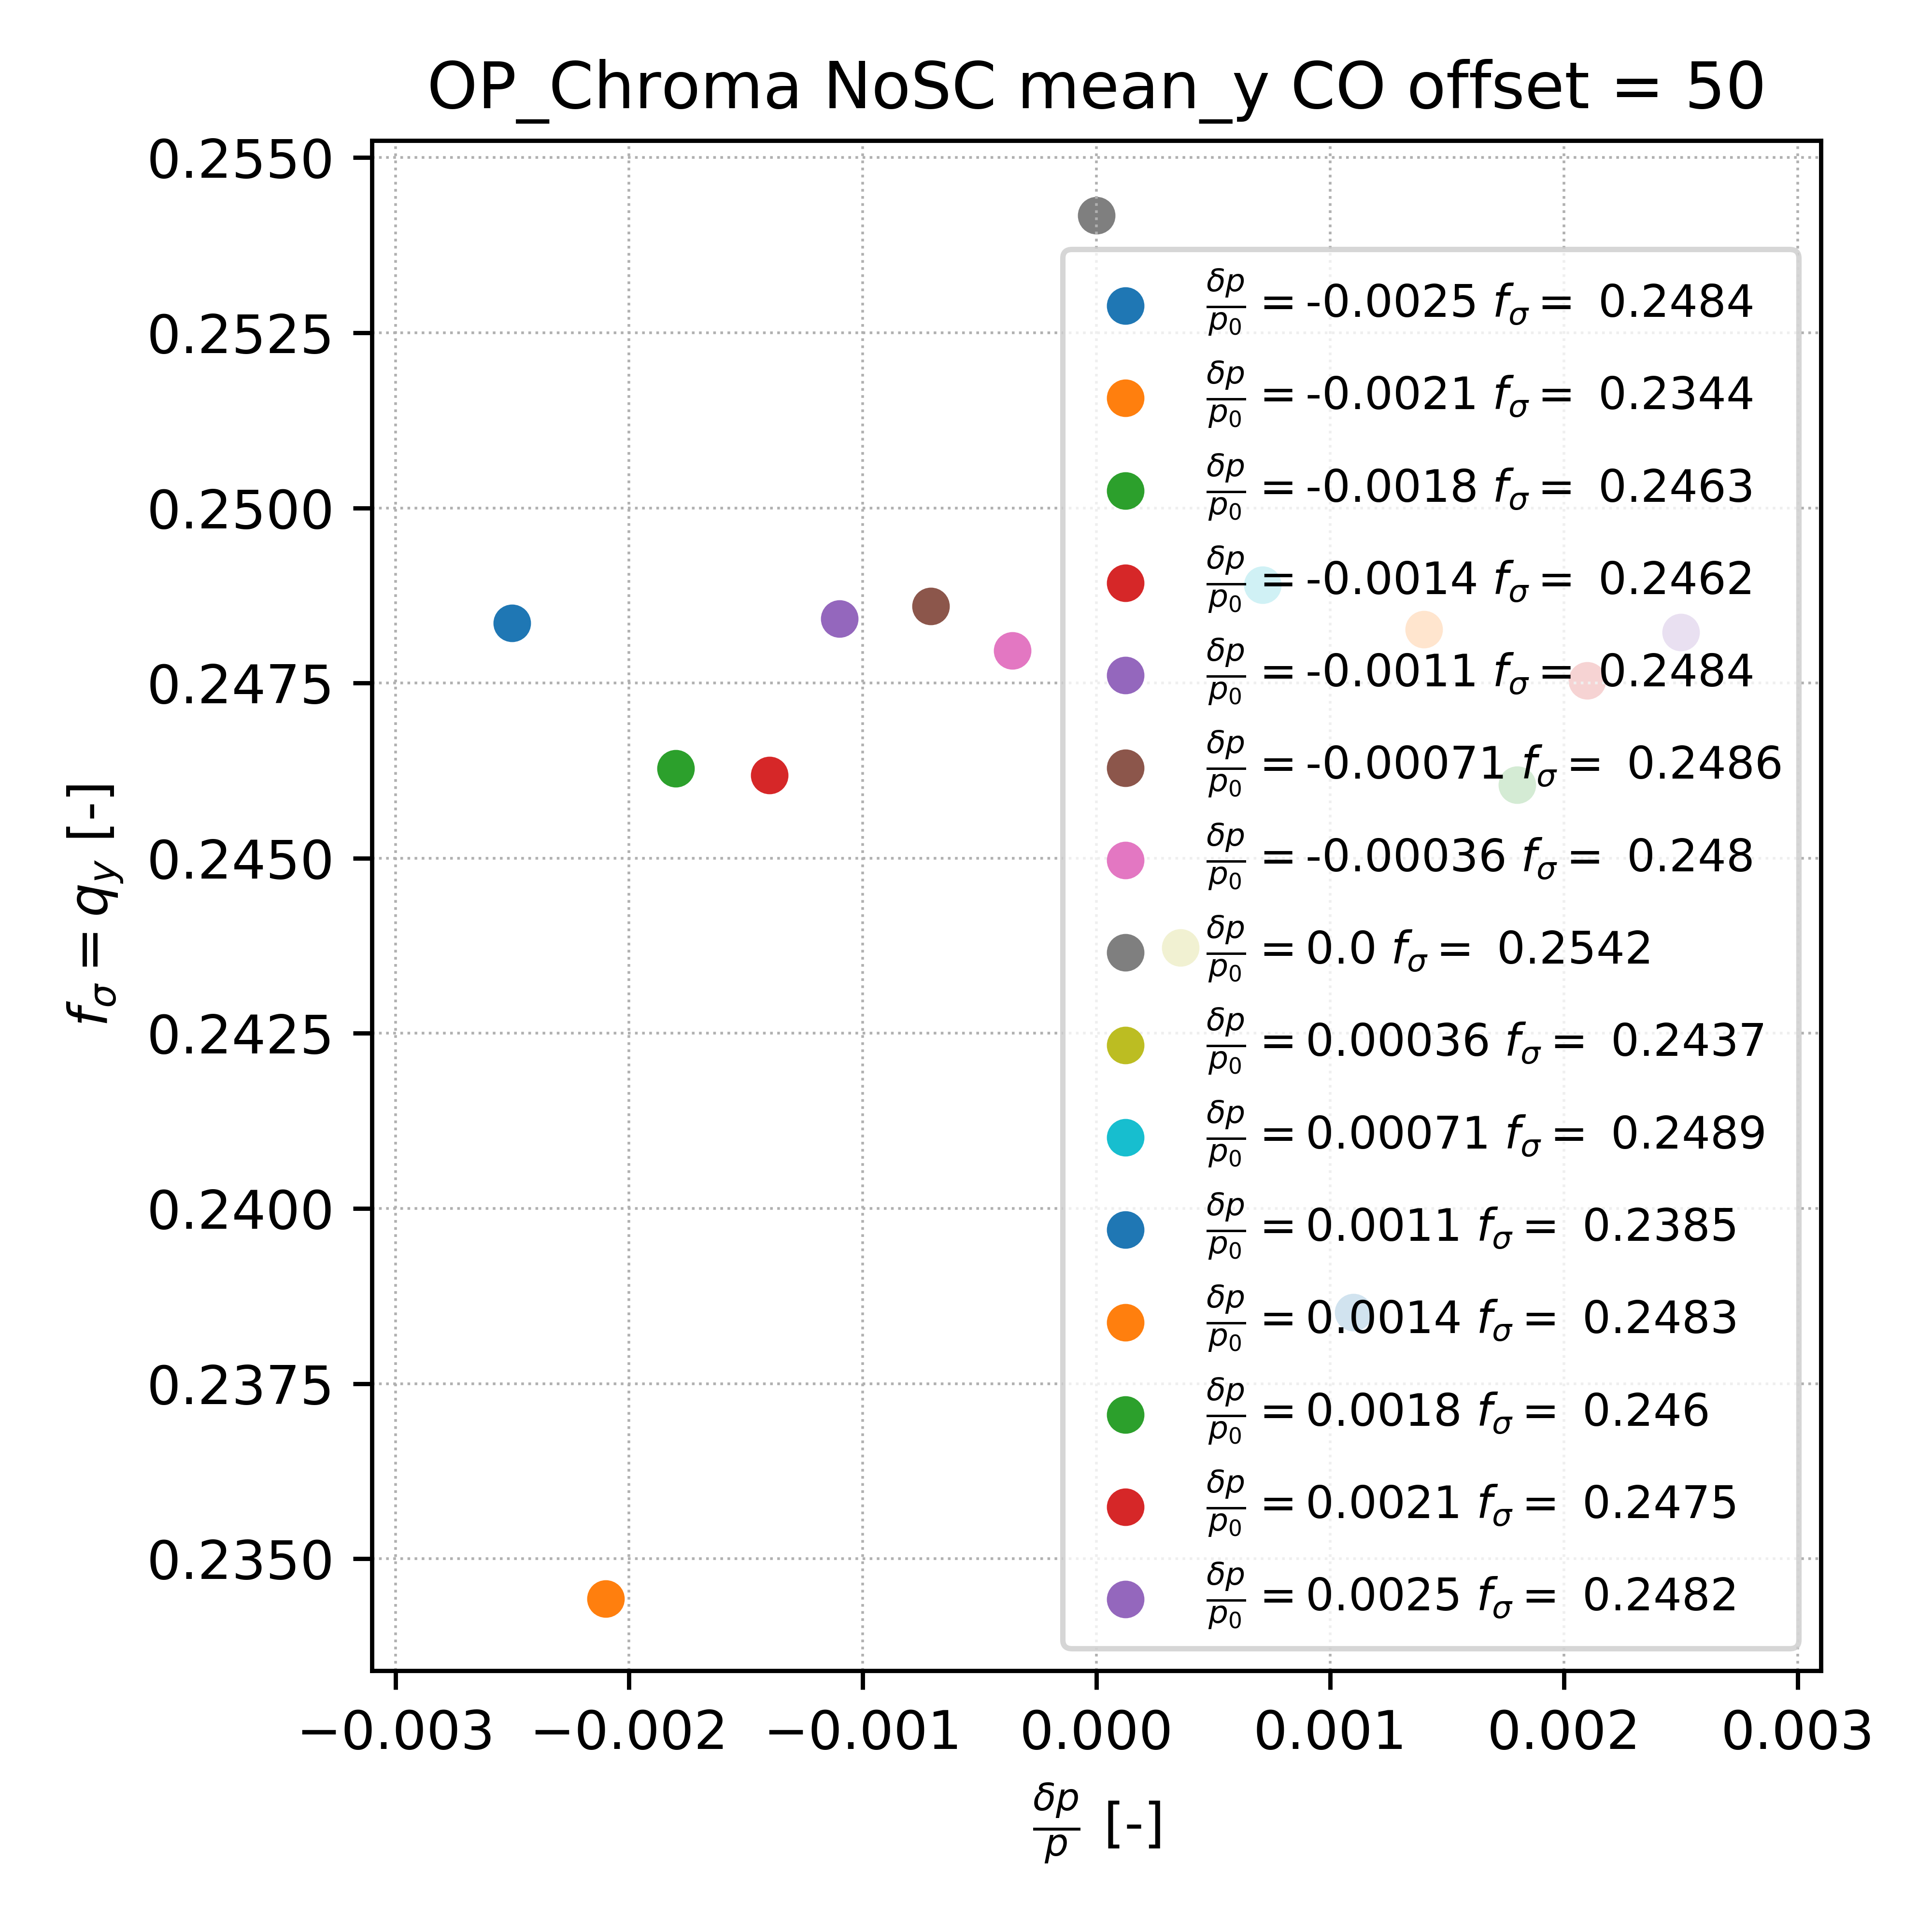 OP_Chroma NoSC mean_y CO offset = 50
0.2550
0.2525
0.2500
0.2475
0.2450
0.2425
0.2400
0.2375
0.2350
f_σ = q_y [-]
δp/p₀ = -0.0025 f_σ = 0.2484
δp/p₀ = -0.0021 f_σ = 0.2344
δp/p₀ = -0.0018 f_σ = 0.2463
δp/p₀ = -0.0014 f_σ = 0.2462
δp/p₀ = -0.0011 f_σ = 0.2484
δp/p₀ = -0.00071 f_σ = 0.2486
δp/p₀ = -0.00036 f_σ = 0.248
δp/p₀ = 0.0 f_σ = 0.2542
δp/p₀ = 0.00036 f_σ = 0.2437
δp/p₀ = 0.00071 f_σ = 0.2489
δp/p₀ = 0.0011 f_σ = 0.2385
δp/p₀ = 0.0014 f_σ = 0.2483
δp/p₀ = 0.0018 f_σ = 0.246
δp/p₀ = 0.0021 f_σ = 0.2475
δp/p₀ = 0.0025 f_σ = 0.2482
−0.003 −0.002 −0.001 0.000 0.001 0.002 0.003
δp/p [-]